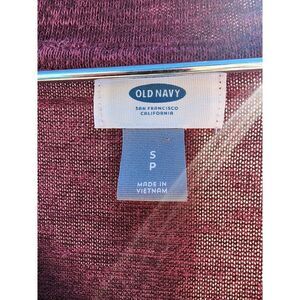 OLD NAVY
SAN FRANCISCO
CALIFORNIA
S
P
MADE IN
VIETNAM